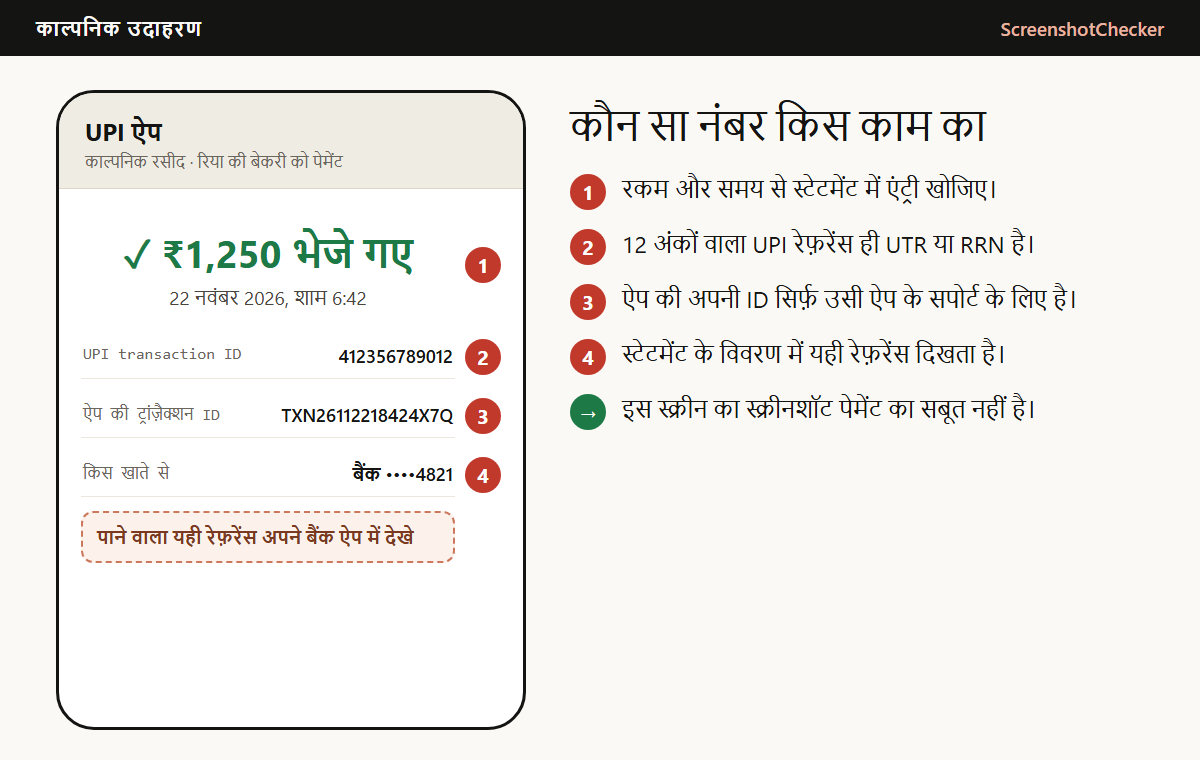 काल्पनिक उदाहरण
ScreenshotChecker
UPI ऐप
काल्पनिक रसीद · रिया की बेकरी को पेमेंट
✓ ₹1,250 भेजे गए
1
22 नवंबर 2026, शाम 6:42
UPI transaction ID 412356789012 2
ऐप की ट्रांज़ैक्शन ID TXN26112218424X7Q 3
किस खाते से बैंक ••••4821 4
पाने वाला यही रेफ़रेंस अपने बैंक ऐप में देखे
कौन सा नंबर किस काम का
1 रकम और समय से स्टेटमेंट में एंट्री खोजिए।
2 12 अंकों वाला UPI रेफ़रेंस ही UTR या RRN है।
3 ऐप की अपनी ID सिर्फ़ उसी ऐप के सपोर्ट के लिए है।
4 स्टेटमेंट के विवरण में यही रेफ़रेंस दिखता है।
→ इस स्क्रीन का स्क्रीनशॉट पेमेंट का सबूत नहीं है।